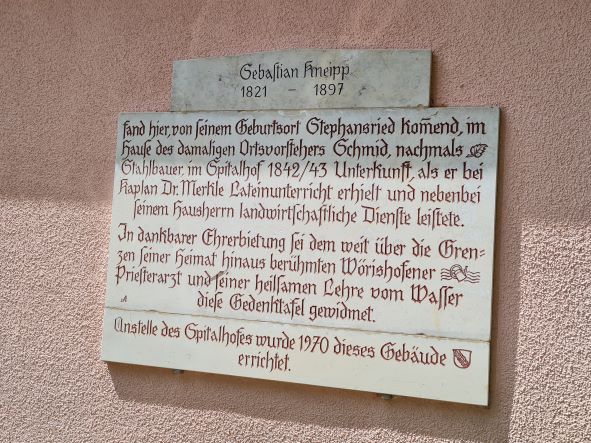 Sebastian Kneipp
1821 – 1897
fand hier, von seinem Geburtsort Stephansried kom̄end, im
Hause des damaligen Ortsvorstehers Schmid, nachmals
Stahlbauer, im Spitalhof 1842/43 Unterkunft, als er bei
Kaplan Dr. Merkle Lateinunterricht erhielt und nebenbei
seinem Hausherrn landwirtschaftliche Dienste leistete.
In dankbarer Ehrerbietung sei dem weit über die Gren-
zen seiner Heimat hinaus berühmten Wörishofener
Priesterarzt und seiner heilsamen Lehre vom Wasser
diese Gedenktafel gewidmet.
Anstelle des Spitalhofes wurde 1970 dieses Gebäude
errichtet.